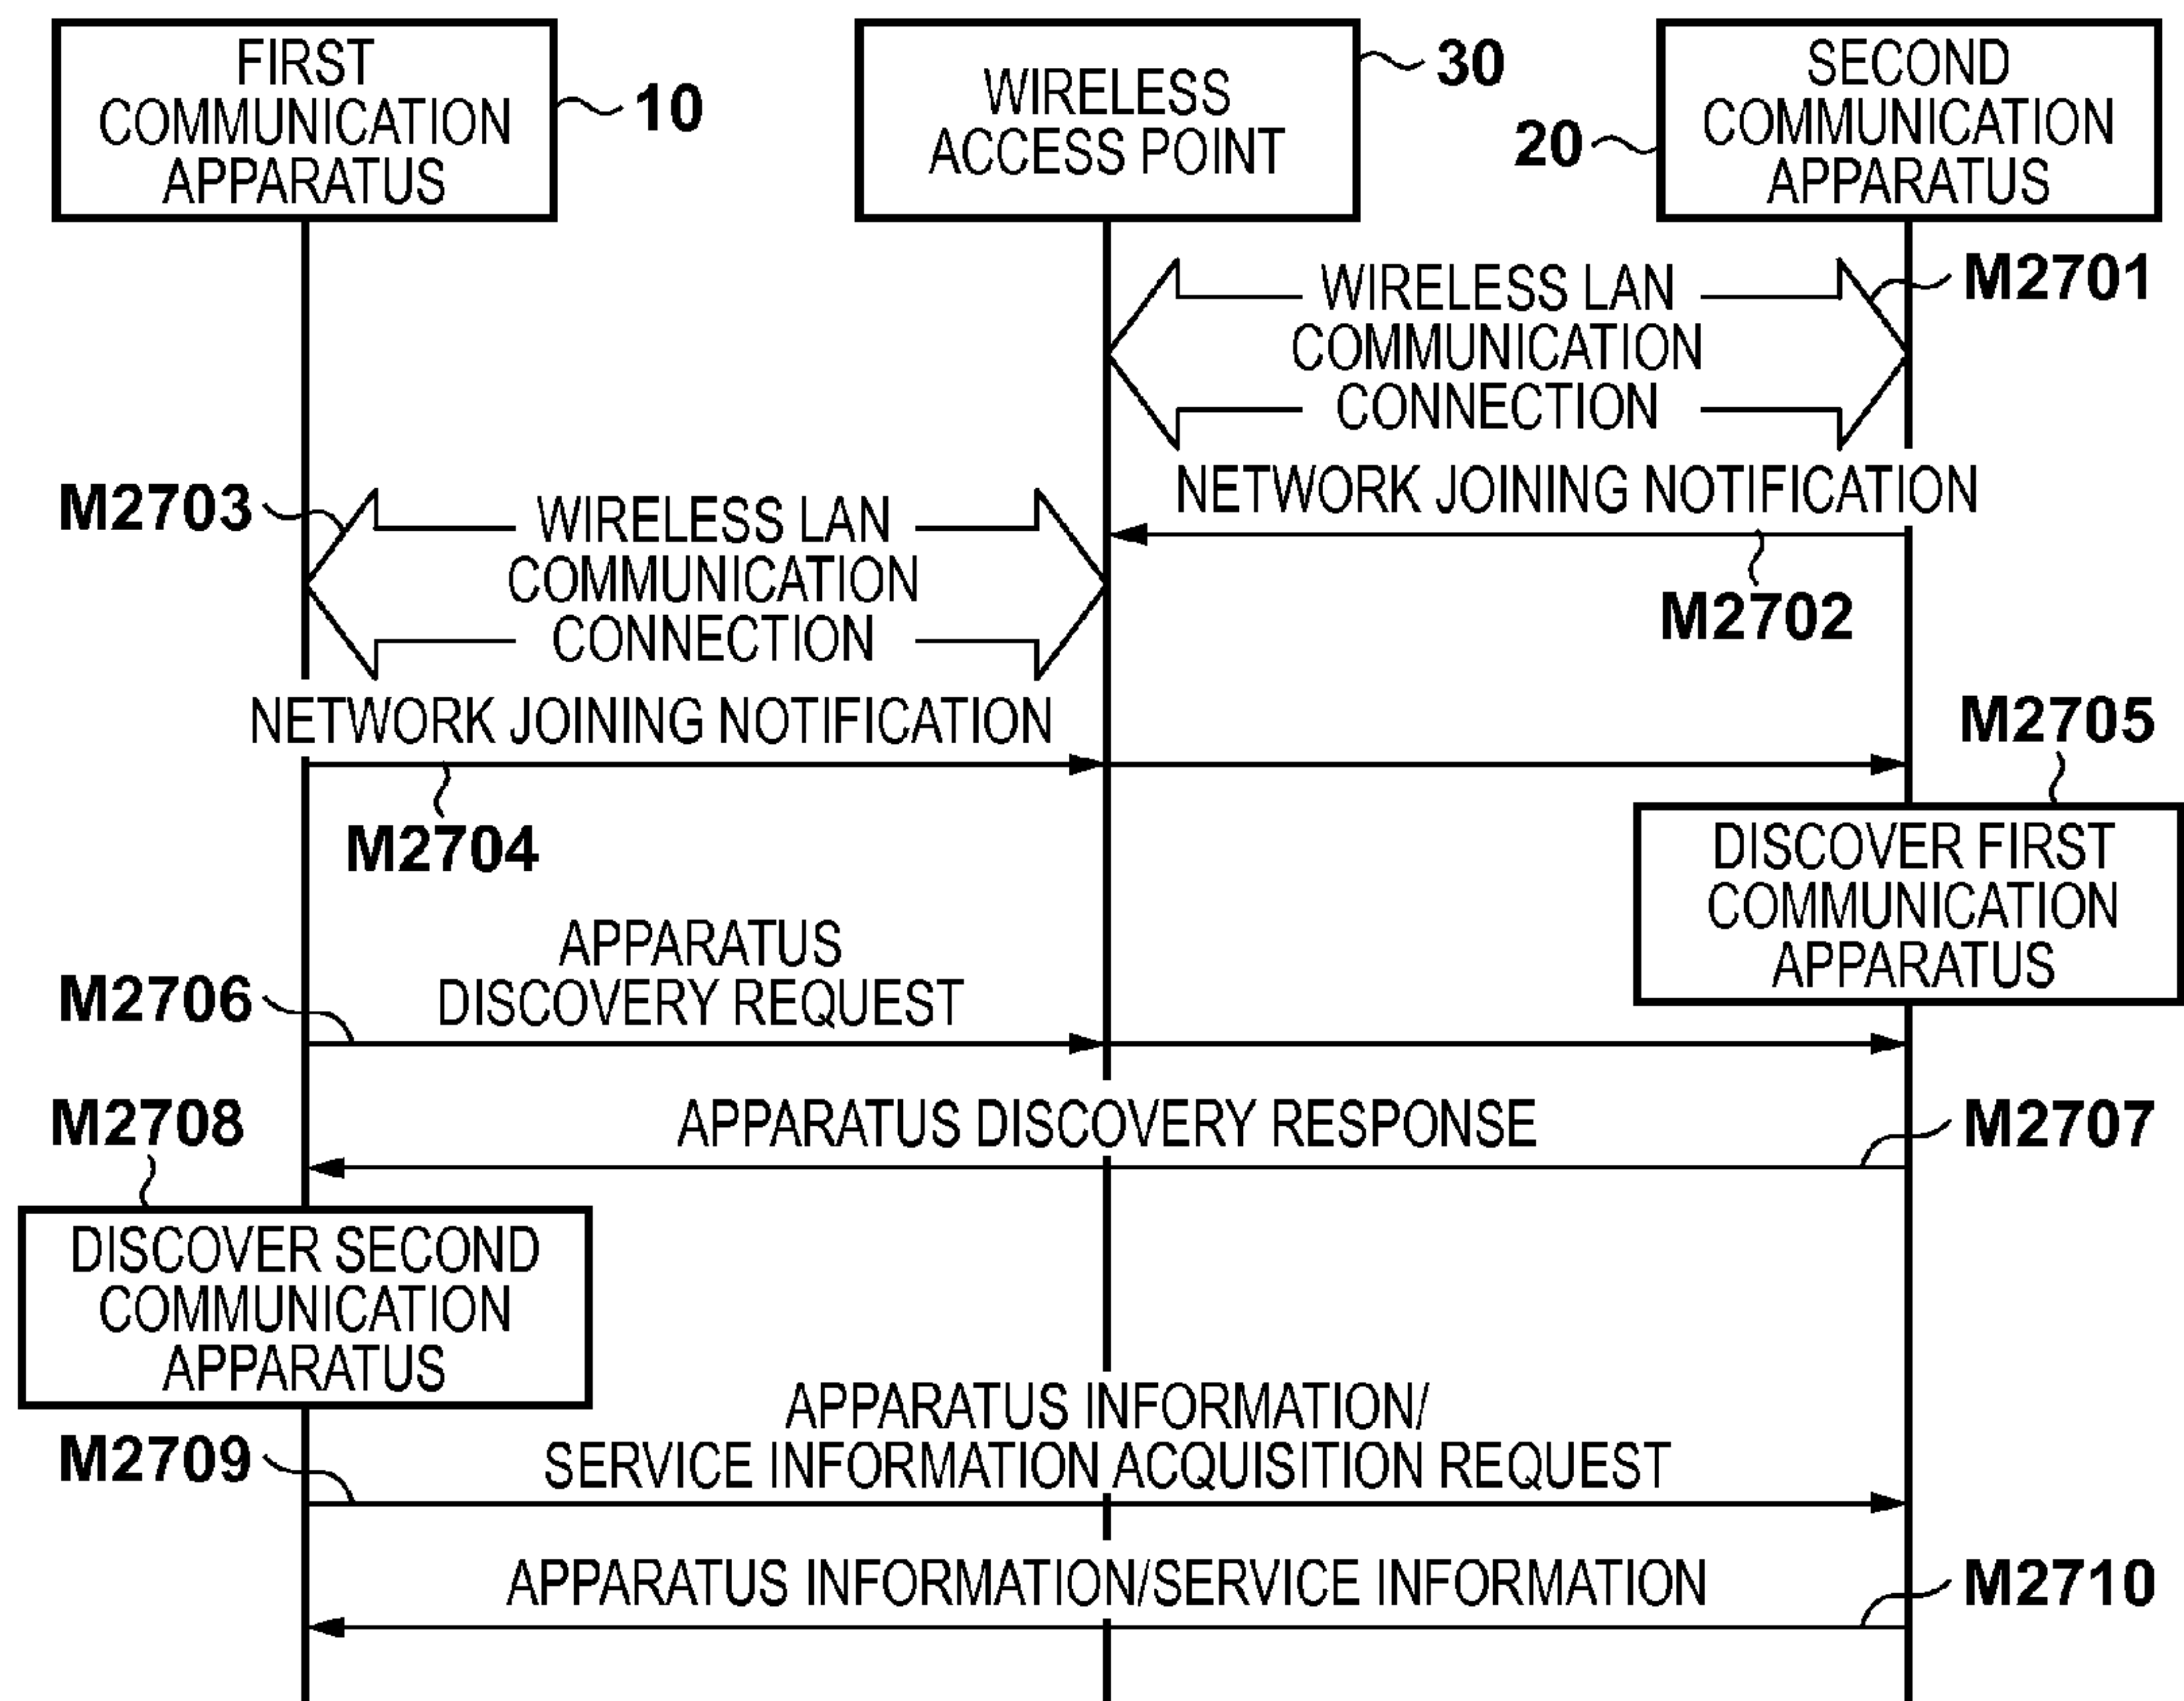 FIRST
COMMUNICATION
APPARATUS
10
WIRELESS
ACCESS POINT
30
SECOND
COMMUNICATION
APPARATUS
20
WIRELESS LAN
COMMUNICATION
CONNECTION
M2701
NETWORK JOINING NOTIFICATION
M2702
M2703
WIRELESS LAN
COMMUNICATION
CONNECTION
NETWORK JOINING NOTIFICATION
M2704
M2705
DISCOVER FIRST
COMMUNICATION
APPARATUS
M2706
APPARATUS
DISCOVERY REQUEST
APPARATUS DISCOVERY RESPONSE
M2707
M2708
DISCOVER SECOND
COMMUNICATION
APPARATUS
M2709
APPARATUS INFORMATION/
SERVICE INFORMATION ACQUISITION REQUEST
APPARATUS INFORMATION/SERVICE INFORMATION
M2710